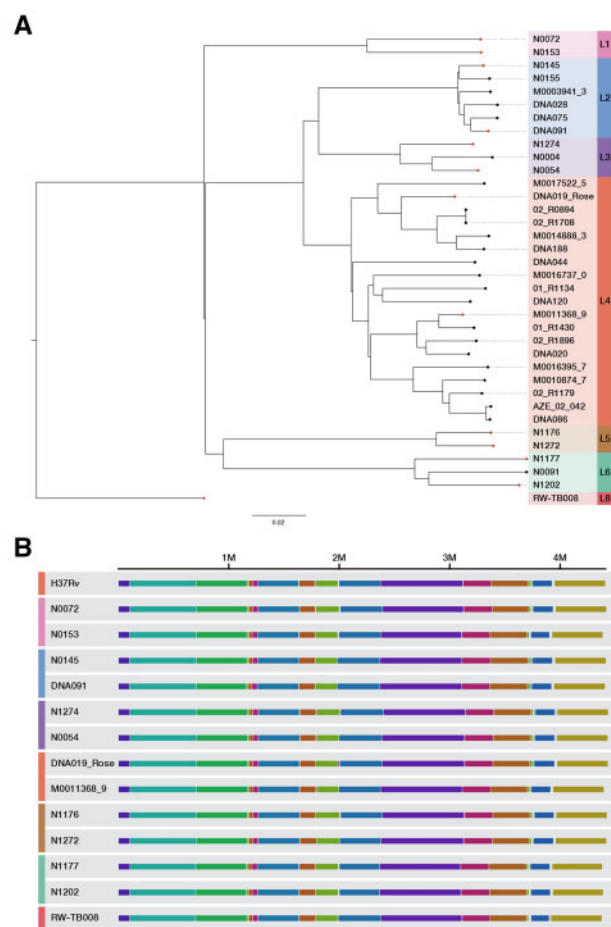 A
N0072
L1
N0153
N0145
N0155
M0003941_3
L2
DNA028
DNA075
DNA091
N1274
N0004
L3
N0054
M0017522_5
DNA019_Rose
02_R0894
02_R1708
M0014888_3
DNA188
DNA044
M0016737_0
01_R1134
L4
DNA120
M0011368_9
01_R1430
02_R1896
DNA020
M0016395_7
M0010874_7
02_R1179
AZE_02_042
DNA086
N1176
L5
N1272
N1177
N0091
L6
N1202
RW-TB008
L8
0.02
B
1M 2M 3M 4M
H37Rv
N0072
N0153
N0145
DNA091
N1274
N0054
DNA019_Rose
M0011368_9
N1176
N1272
N1177
N1202
RW-TB008